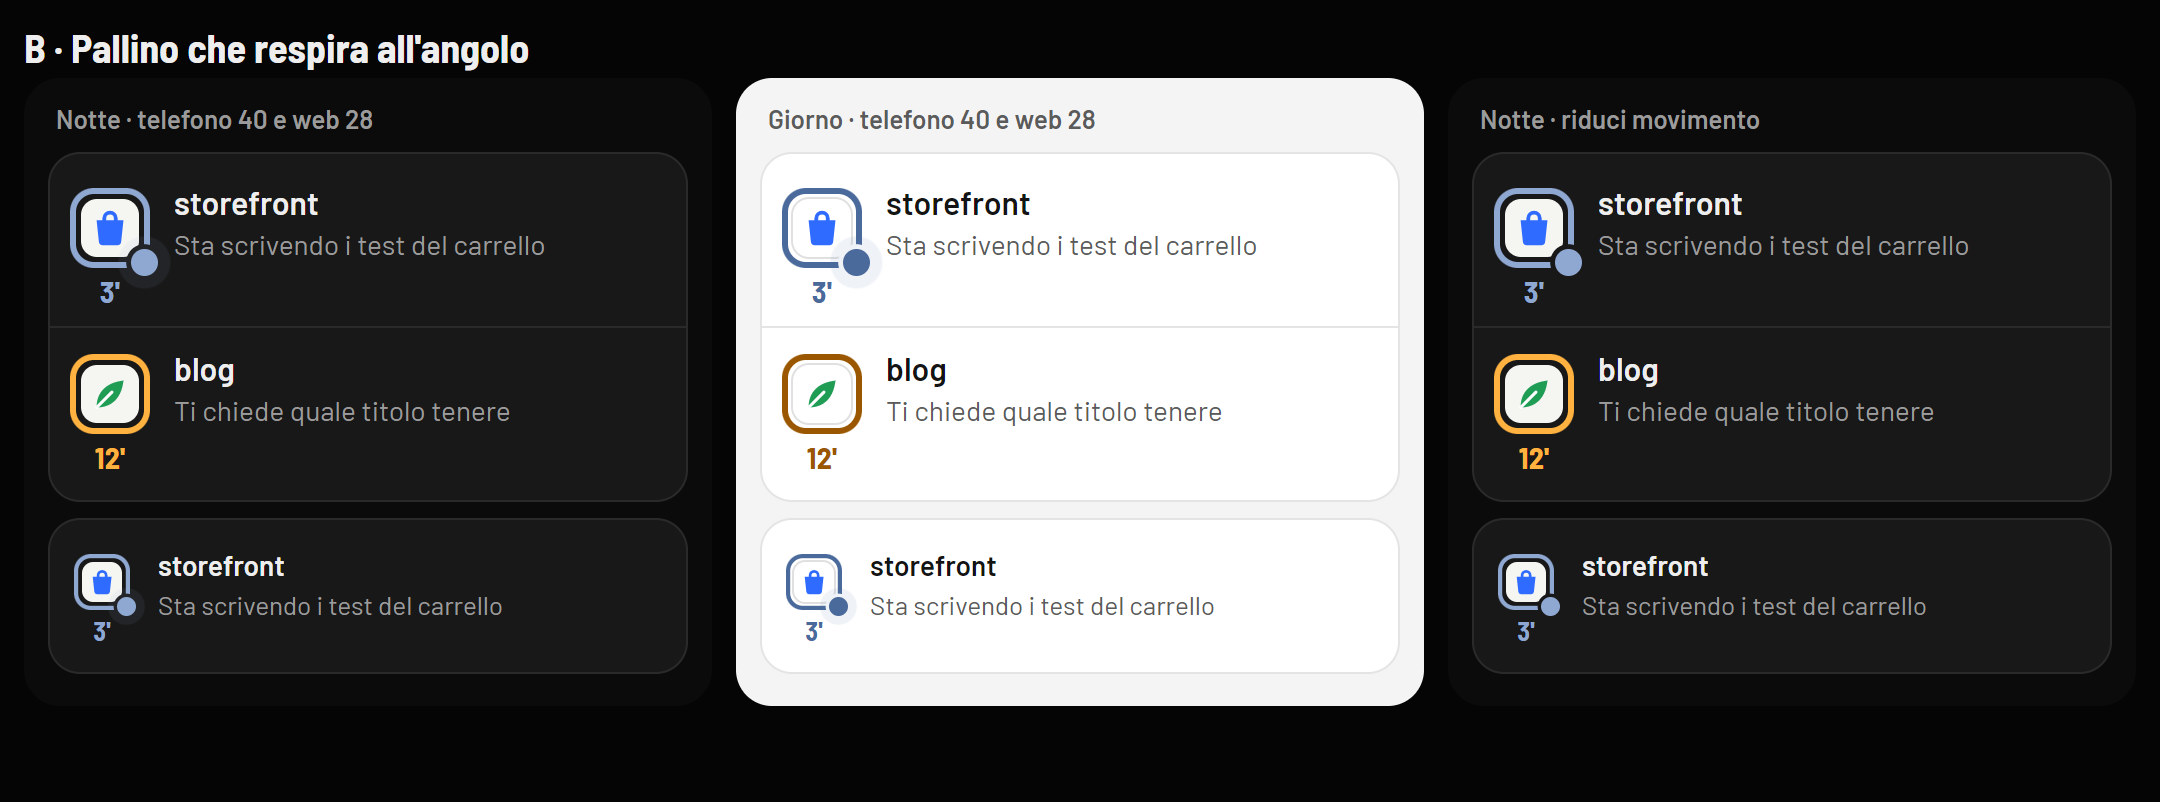 B · Pallino che respira all'angolo
Notte · telefono 40 e web 28
storefront
Sta scrivendo i test del carrello
3'
blog
Ti chiede quale titolo tenere
12'
storefront
Sta scrivendo i test del carrello
3'
Giorno · telefono 40 e web 28
storefront
Sta scrivendo i test del carrello
3'
blog
Ti chiede quale titolo tenere
12'
storefront
Sta scrivendo i test del carrello
3'
Notte · riduci movimento
storefront
Sta scrivendo i test del carrello
3'
blog
Ti chiede quale titolo tenere
12'
storefront
Sta scrivendo i test del carrello
3'